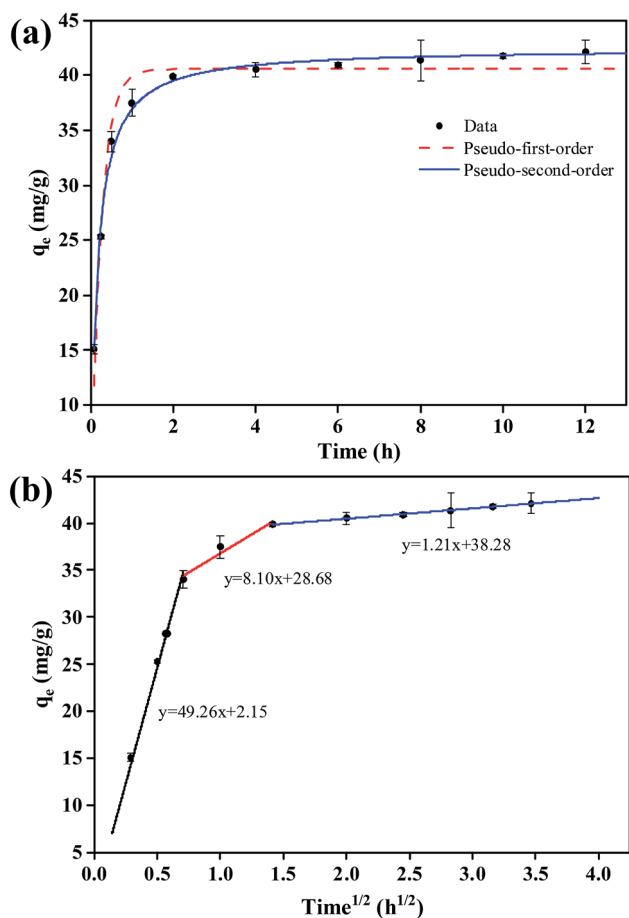 (a)
45
40
35
30
25
20
15
10
qe (mg/g)
Data
Pseudo-first-order
Pseudo-second-order
0 2 4 6 8 10 12
Time (h)
(b)
45
40
35
30
25
20
15
10
5
0
qe (mg/g)
y=1.21x+38.28
y=8.10x+28.68
y=49.26x+2.15
0.0 0.5 1.0 1.5 2.0 2.5 3.0 3.5 4.0
Time1/2 (h1/2)